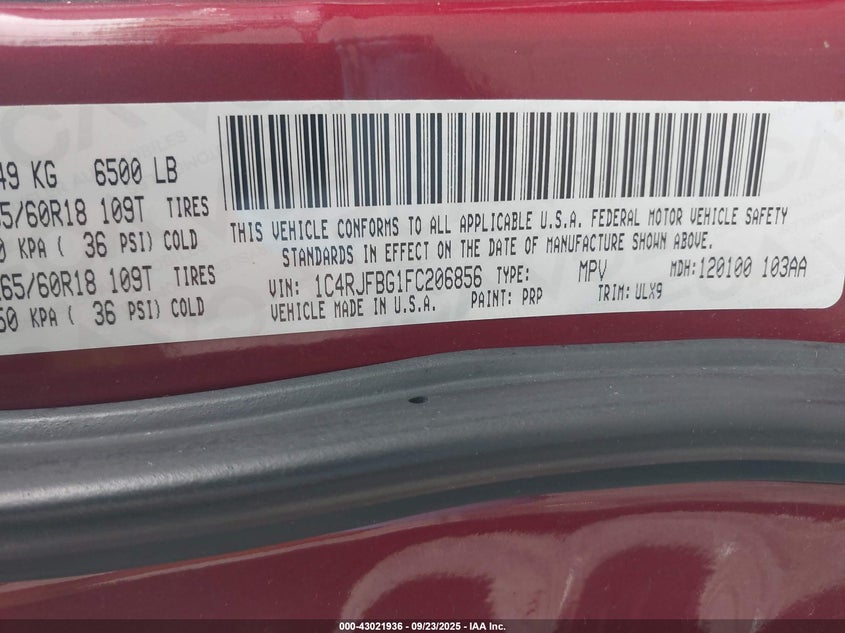 49 KG 6500 LB
65/60R18 109T TIRES
0 KPA ( 36 PSI) COLD
265/60R18 109T TIRES
50 KPA ( 36 PSI) COLD
THIS VEHICLE CONFORMS TO ALL APPLICABLE U.S.A. FEDERAL MOTOR VEHICLE SAFETY
STANDARDS IN EFFECT ON THE DATE OF MANUFACTURE SHOWN ABOVE.
VIN: 1C4RJFBG1FC206856 TYPE: MPV MDH:120100 103AA
VEHICLE MADE IN U.S.A. PAINT: PRP TRIM:ULX9
000-43021936 - 09/23/2025 - IAA Inc.